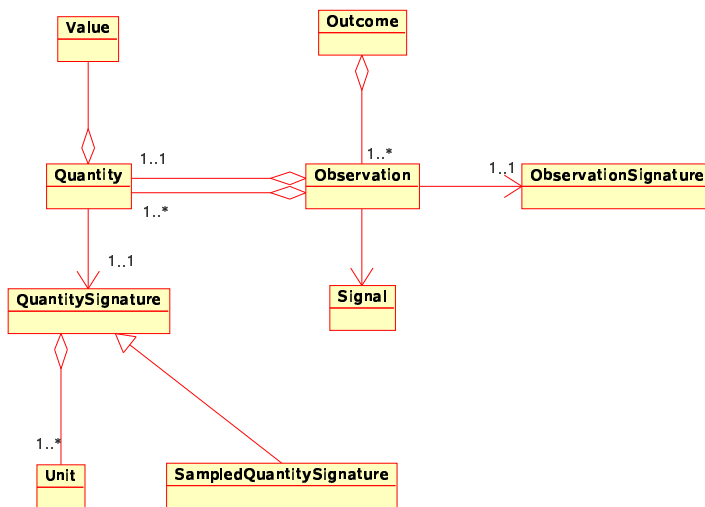 Value
Outcome
1..1
1..*
Quantity
Observation
1..1
ObservationSignature
1..*
1..1
QuantitySignature
Signal
1..*
Unit
SampledQuantitySignature